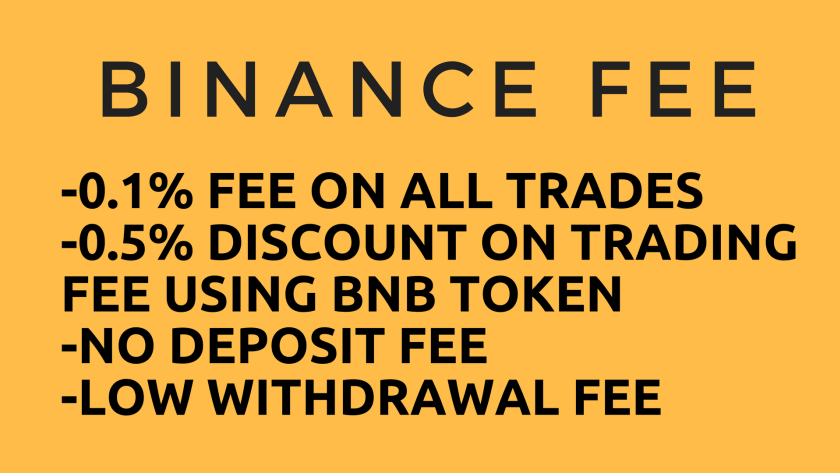 BINANCE FEE
-0.1% FEE ON ALL TRADES
-0.5% DISCOUNT ON TRADING
FEE USING BNB TOKEN
-NO DEPOSIT FEE
-LOW WITHDRAWAL FEE